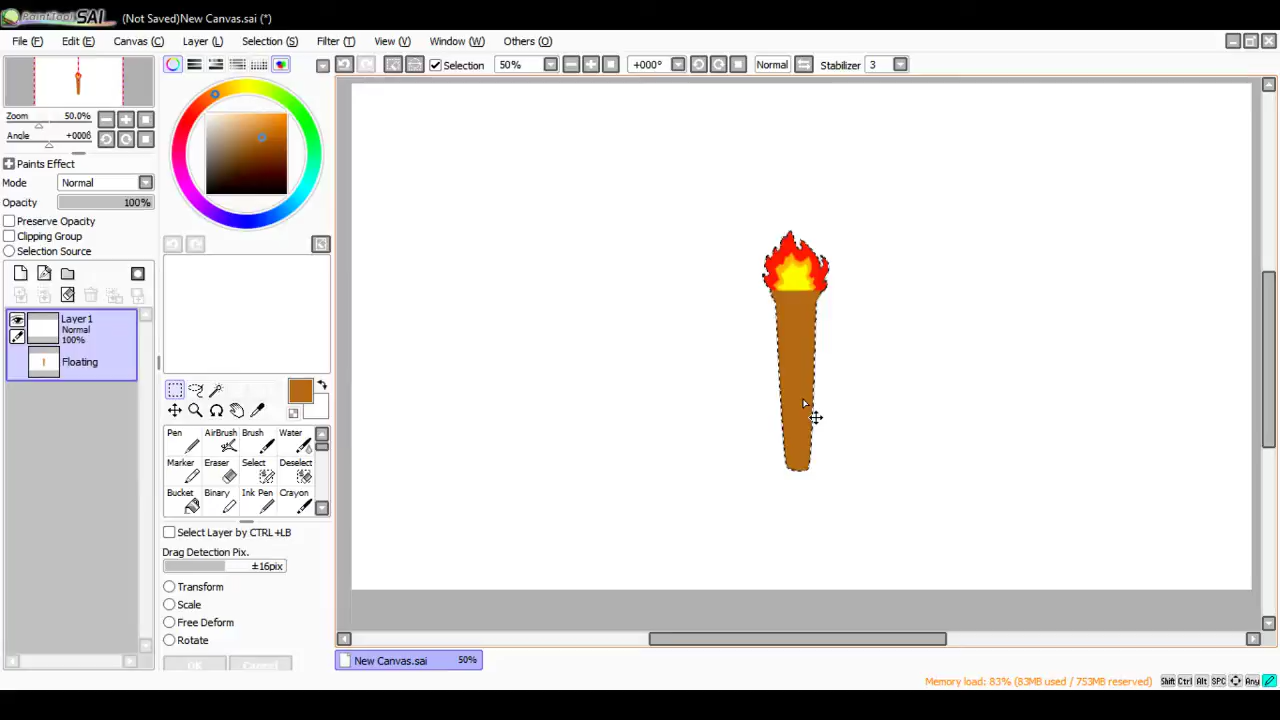 PaintTool SAI (Not Saved)New Canvas.sai (*)
File (F) Edit (E) Canvas (C) Layer (L) Selection (S) Filter (T) View (V) Window (W) Others (O)
Selection 50% +000° Normal Stabilizer 3
Zoom 50.0%
Angle +000ß
Paints Effect
Mode Normal
Opacity 100%
Preserve Opacity
Clipping Group
Selection Source
Layer1
Normal
100%
Floating
Pen AirBrush Brush Water
Marker Eraser Select Deselect
Bucket Binary Ink Pen Crayon
Select Layer by CTRL+LB
Drag Detection Pix.
±16pix
Transform
Scale
Free Deform
Rotate
OK Cancel
New Canvas.sai 50%
Memory load: 83% (83MB used / 753MB reserved) Shift Ctrl Alt SPC Any